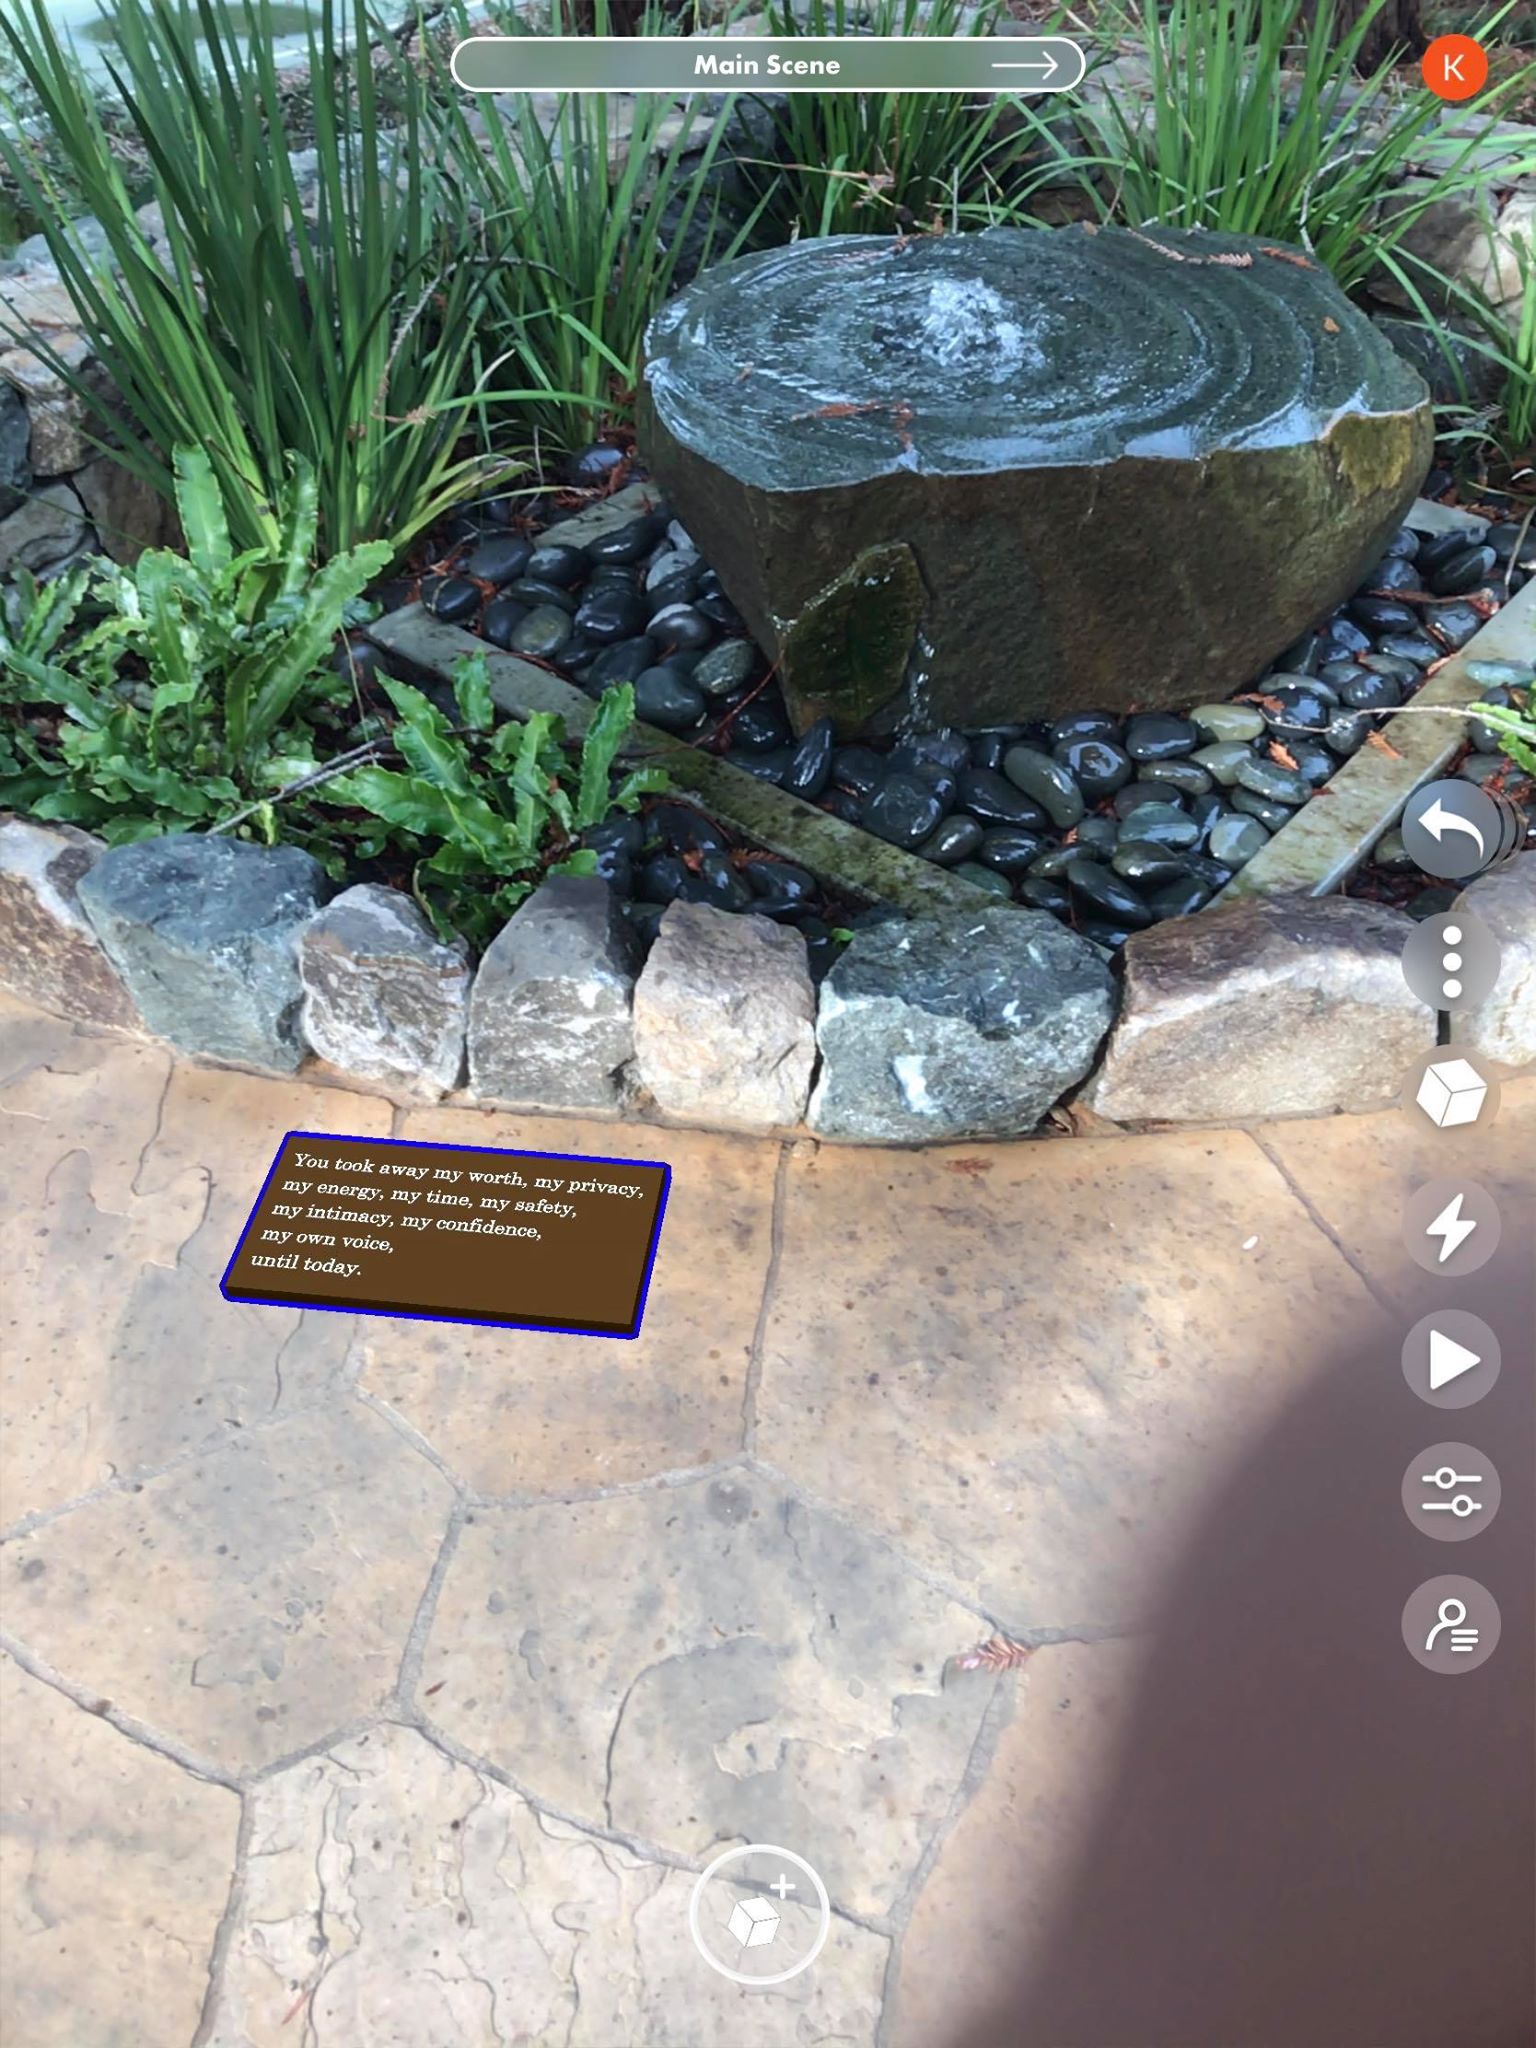 Main Scene
K
You took away my worth, my privacy,
my energy, my time, my safety,
my intimacy, my confidence,
my own voice,
until today.